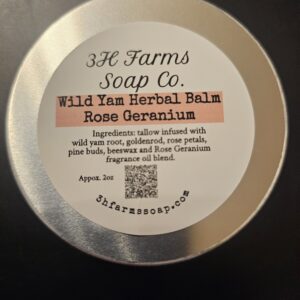 3H Farms
Soap Co.
Wild Yam Herbal Balm
Rose Geranium
Ingredients: tallow infused with
wild yam root, goldenrod, rose petals,
pine buds, beeswax and Rose Geranium
fragrance oil blend.
Appox. 2oz
3hfarmssoap.com